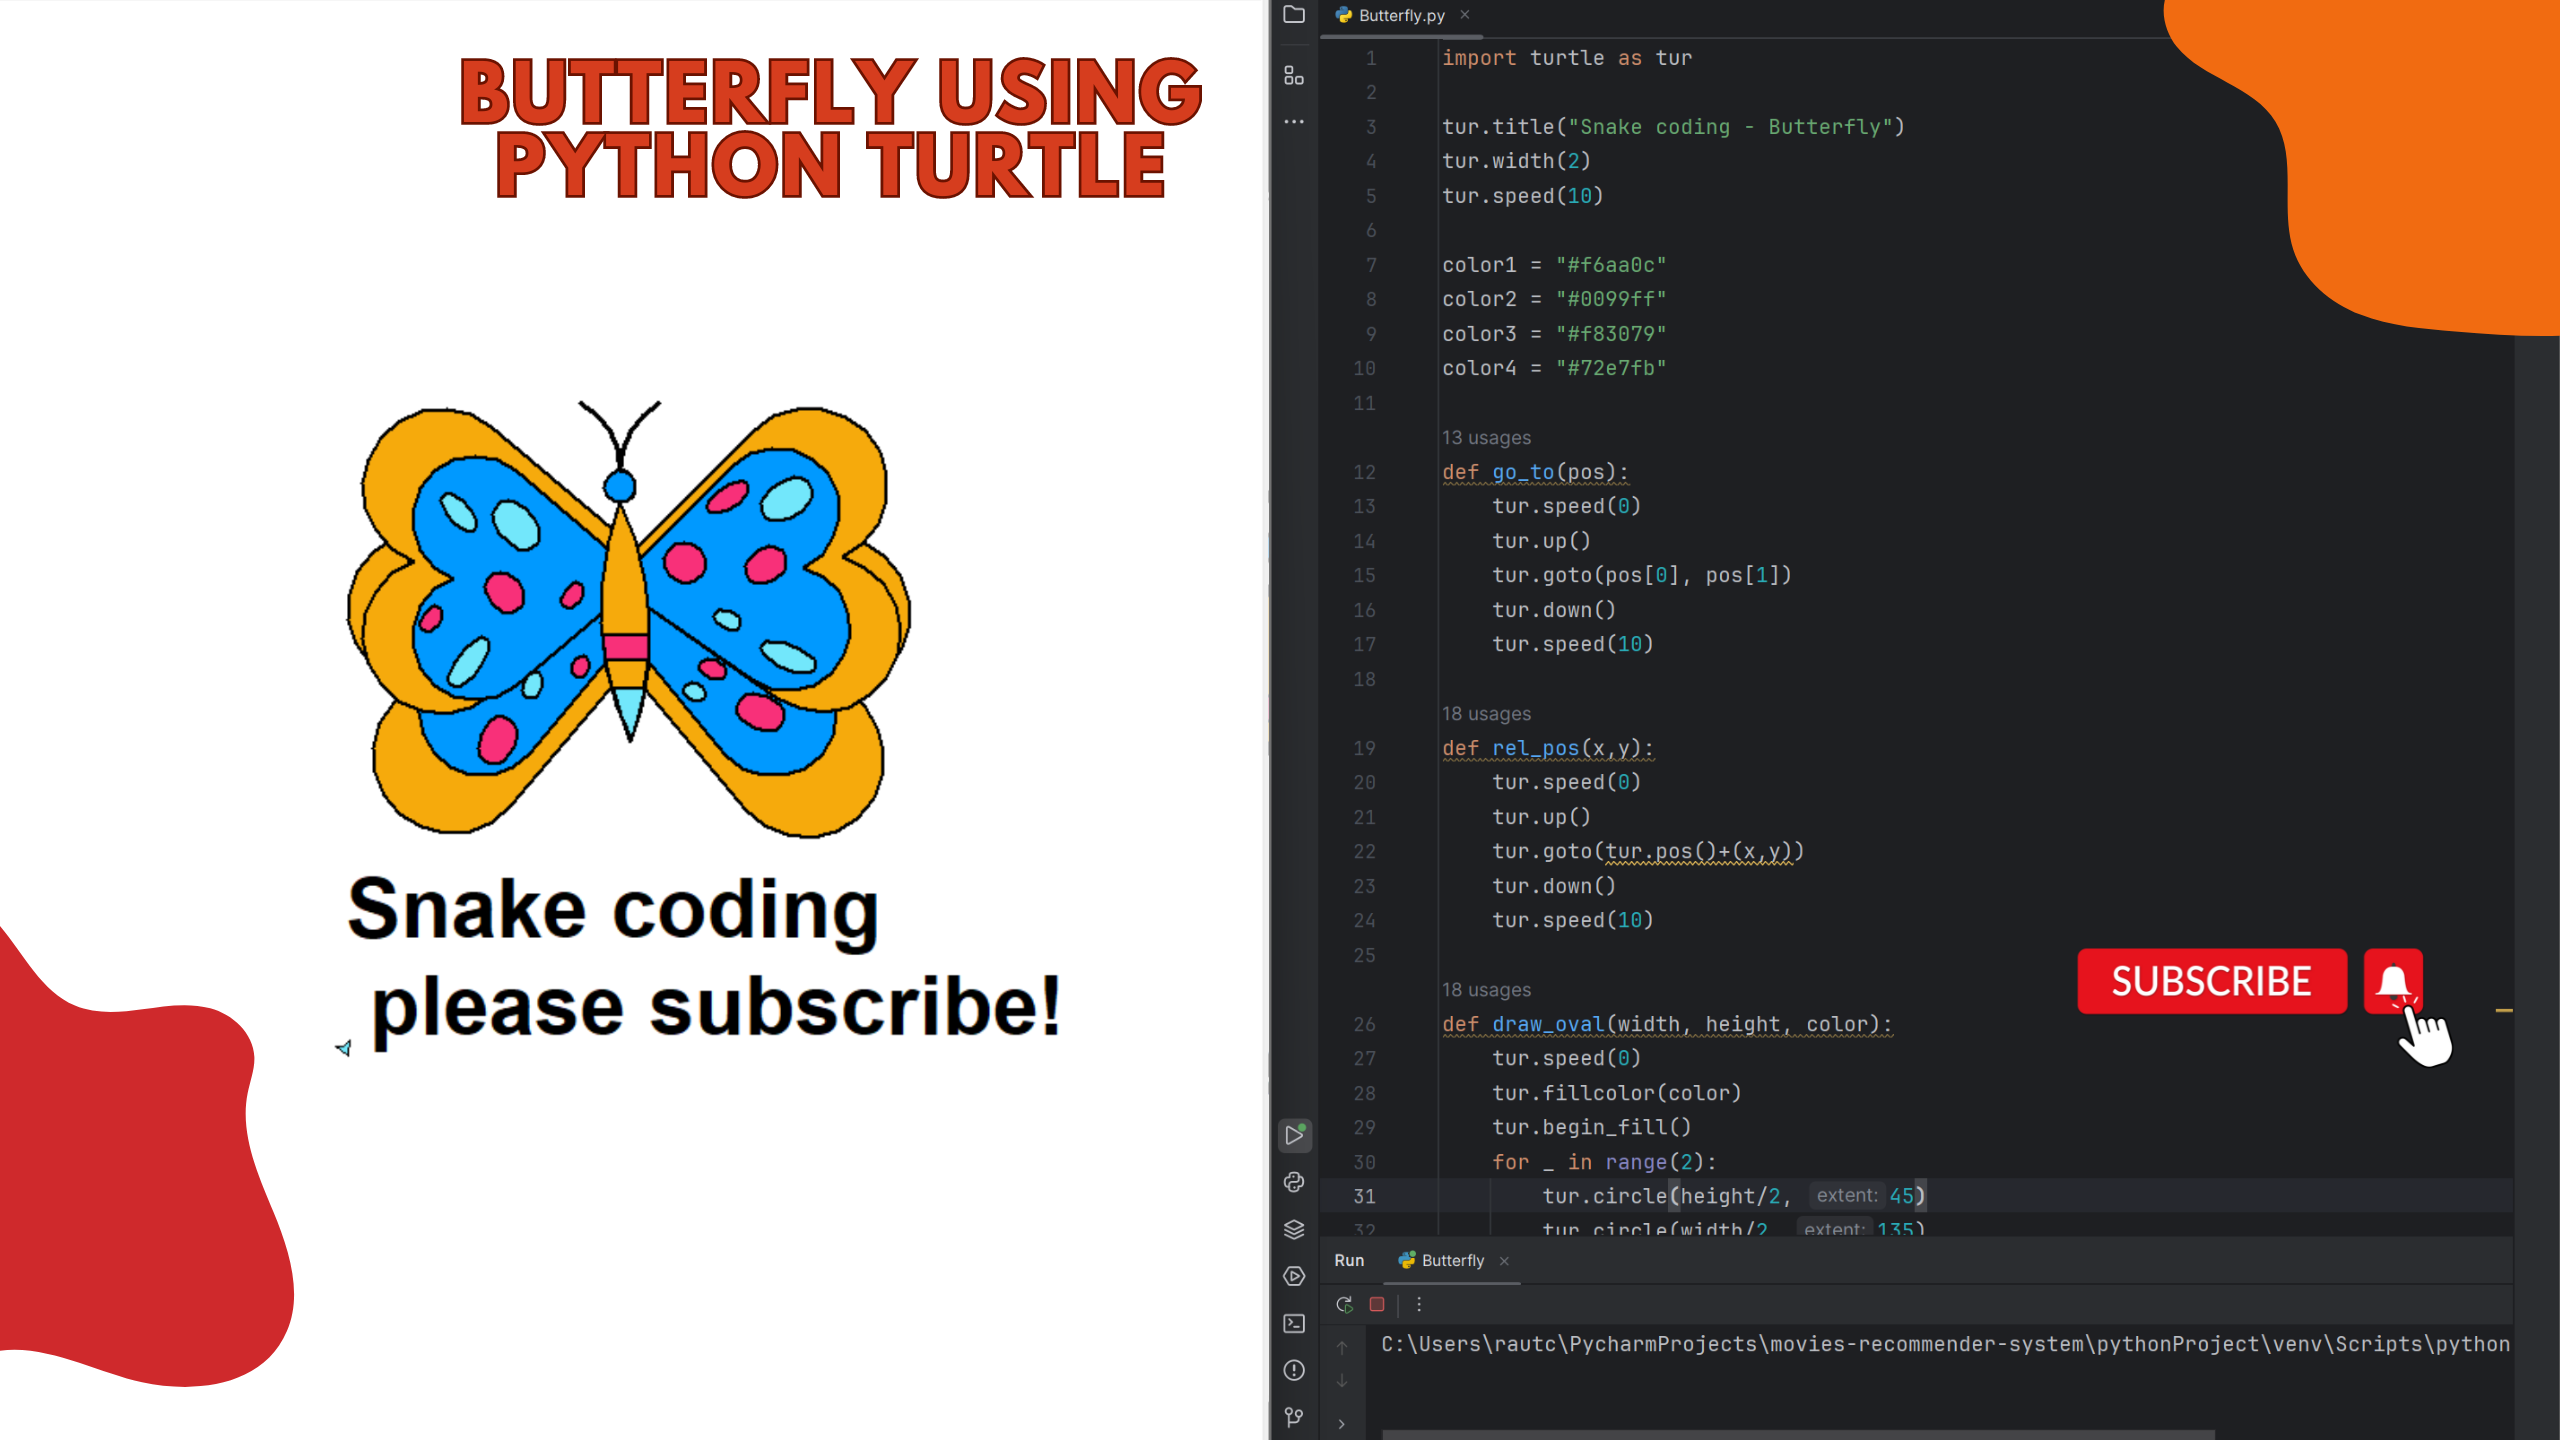 BUTTERFLY USING
PYTHON TURTLE
Snake coding
please subscribe!
Butterfly.py
1 import turtle as tur
2
3 tur.title("Snake coding - Butterfly")
4 tur.width(2)
5 tur.speed(10)
6
7 color1 = "#f6aa0c"
8 color2 = "#0099ff"
9 color3 = "#f83079"
10 color4 = "#72e7fb"
11
13 usages
12 def go_to(pos):
13     tur.speed(0)
14     tur.up()
15     tur.goto(pos[0], pos[1])
16     tur.down()
17     tur.speed(10)
18
18 usages
19 def rel_pos(x,y):
20     tur.speed(0)
21     tur.up()
22     tur.goto(tur.pos()+(x,y))
23     tur.down()
24     tur.speed(10)
25
18 usages
26 def draw_oval(width, height, color):
27     tur.speed(0)
28     tur.fillcolor(color)
29     tur.begin_fill()
30     for _ in range(2):
31         tur.circle(height/2, extent: 45)
32         tur.circle(width/2, extent: 135)
SUBSCRIBE
Run Butterfly
C:\Users\rautc\PycharmProjects\movies-recommender-system\pythonProject\venv\Scripts\python